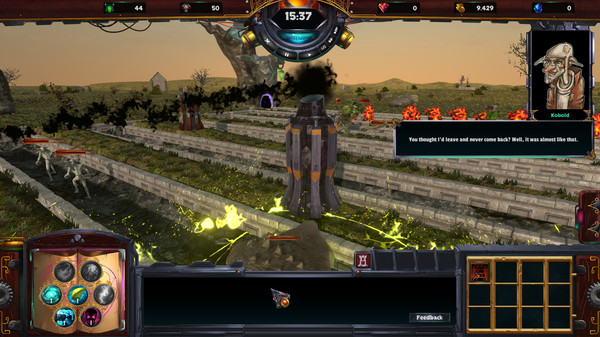 44
50
15:37
0
9.429
0
Kobold
You thought I'd leave and never come back? Well, it was almost like that.
Feedback